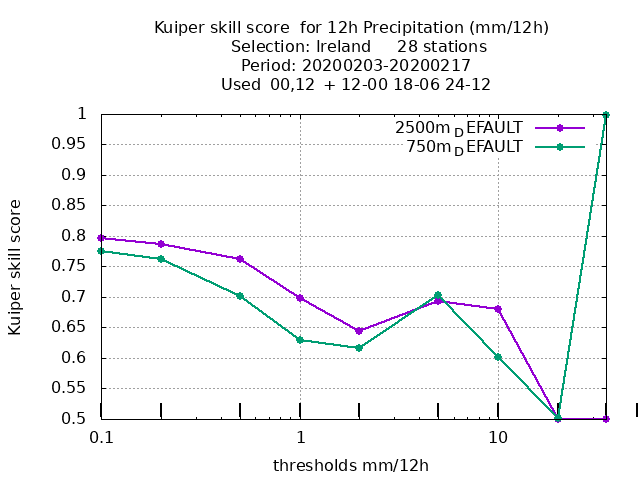 Kuiper skill score  for 12h Precipitation (mm/12h)
Selection: Ireland     28 stations
Period: 20200203-20200217
Used  00,12  + 12-00 18-06 24-12
2500m_DEFAULT
750m_DEFAULT
1
0.95
0.9
0.85
0.8
0.75
0.7
0.65
0.6
0.55
0.5
Kuiper skill score
0.1 1 10
thresholds mm/12h